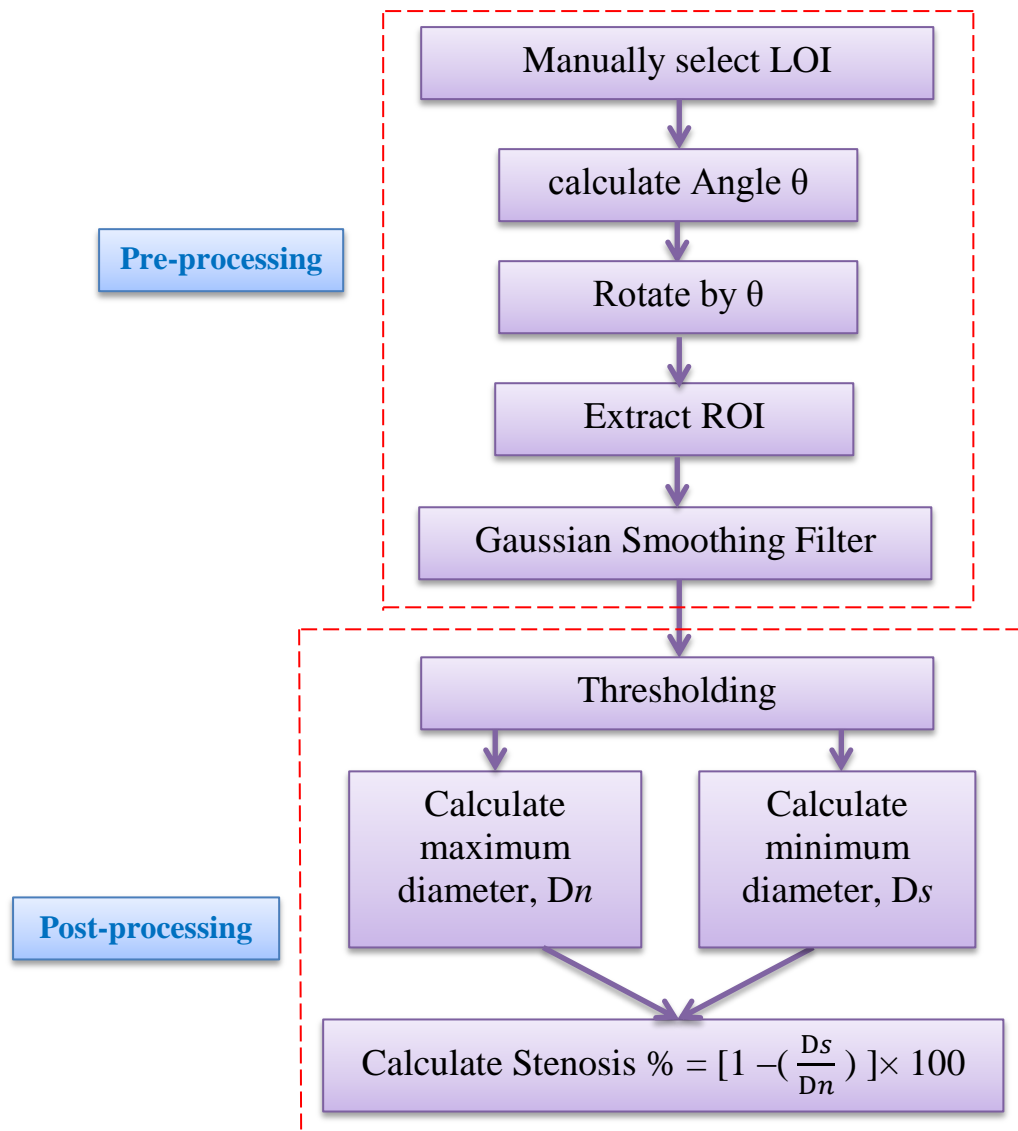 Manually select LOI
calculate Angle θ
Pre-processing
Rotate by θ
Extract ROI
Gaussian Smoothing Filter
Thresholding
Calculate
maximum
diameter, Dn
Calculate
minimum
diameter, Ds
Post-processing
Calculate Stenosis % = [1 –( Ds/Dn ) ]× 100